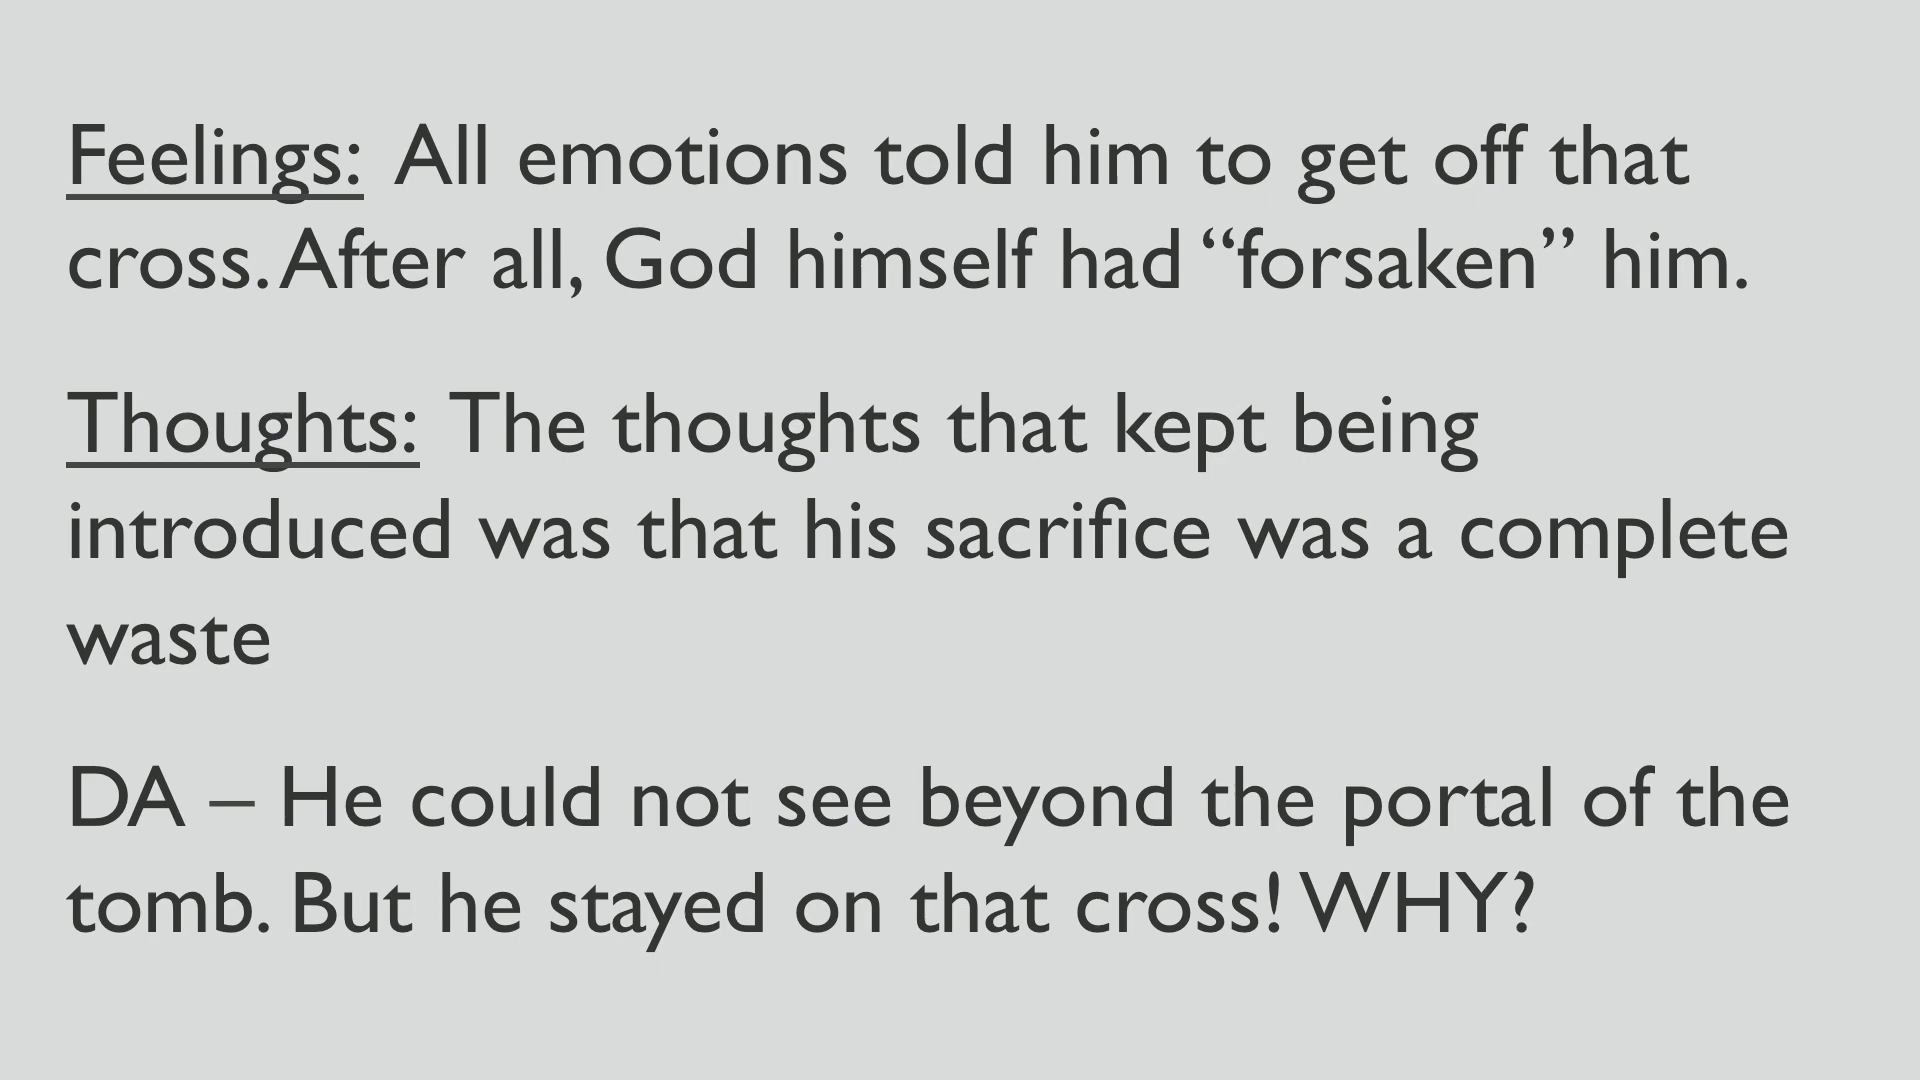 Feelings: All emotions told him to get off that
cross. After all, God himself had “forsaken” him.
Thoughts: The thoughts that kept being
introduced was that his sacrifice was a complete
waste
DA – He could not see beyond the portal of the
tomb. But he stayed on that cross! WHY?